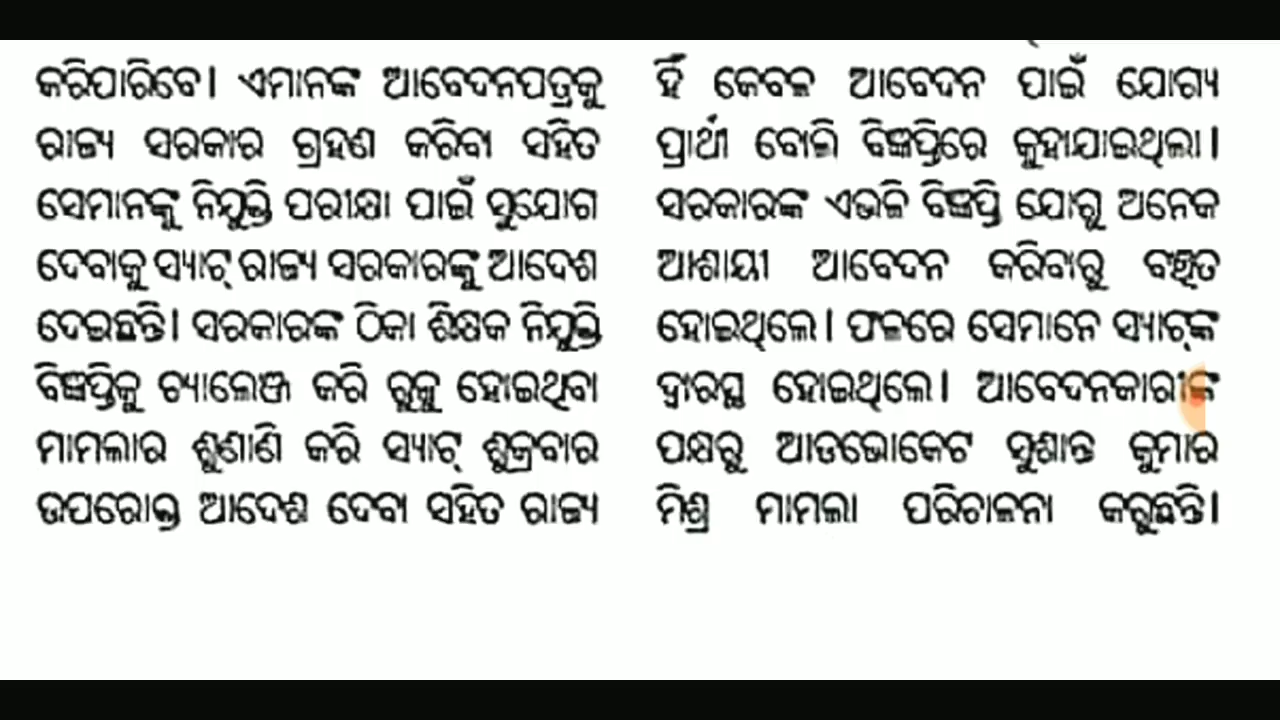 କରିପାରିବେ। ଏମାନଙ୍କ ଆବେଦନପତ୍ରକୁ
ରାଜ୍ୟ ସରକାର ଗ୍ରହଣ କରିବା ସହିତ
ସେମାନଙ୍କୁ ନିଯୁକ୍ତି ପରୀକ୍ଷା ପାଇଁ ସୁଯୋଗ
ଦେବାକୁ ସ୍ୟାଟ୍ ରାଜ୍ୟ ସରକାରଙ୍କୁ ଆଦେଶ
ଦେଇଛନ୍ତି। ସରକାରଙ୍କ ଠିକା ଶିକ୍ଷକ ନିଯୁକ୍ତି
ବିଜ୍ଞପ୍ତିକୁ ଚ୍ୟାଲେଞ୍ଜ କରି ରୁଜୁ ହୋଇଥିବା
ମାମଲାର ଶୁଣାଣି କରି ସ୍ୟାଟ୍ ଶୁକ୍ରବାର
ଉପରୋକ୍ତ ଆଦେଶ ଦେବା ସହିତ ରାଜ୍ୟ
ହିଁ କେବଳ ଆବେଦନ ପାଇଁ ଯୋଗ୍ୟ
ପ୍ରାର୍ଥୀ ବୋଲି ବିଜ୍ଞପ୍ତିରେ କୁହାଯାଇଥିଲା।
ସରକାରଙ୍କ ଏଭଳି ବିଜ୍ଞପ୍ତି ଯୋଗୁ ଅନେକ
ଆଶାୟୀ ଆବେଦନ କରିବାରୁ ବଞ୍ଚିତ
ହୋଇଥିଲେ। ଫଳରେ ସେମାନେ ସ୍ୟାଟ୍‌ଙ୍କ
ଦ୍ୱାରସ୍ଥ ହୋଇଥିଲେ। ଆବେଦନକାରୀଙ୍କ
ପକ୍ଷରୁ ଆଡଭୋକେଟ ସୁଶାନ୍ତ କୁମାର
ମିଶ୍ର ମାମଲା ପରିଚାଳନା କରୁଛନ୍ତି।